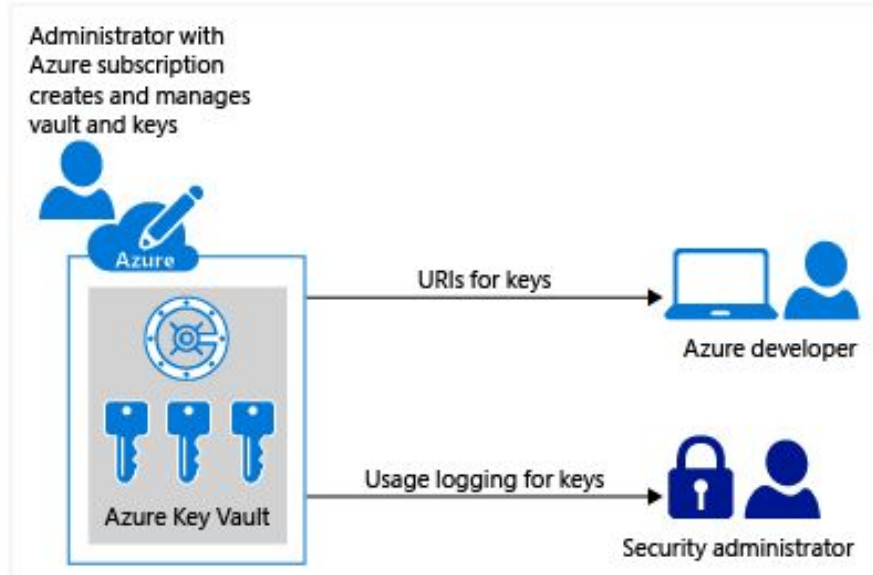 Administrator with
Azure subscription
creates and manages
vault and keys
Azure
URIs for keys
Azure developer
Azure Key Vault
Usage logging for keys
Security administrator